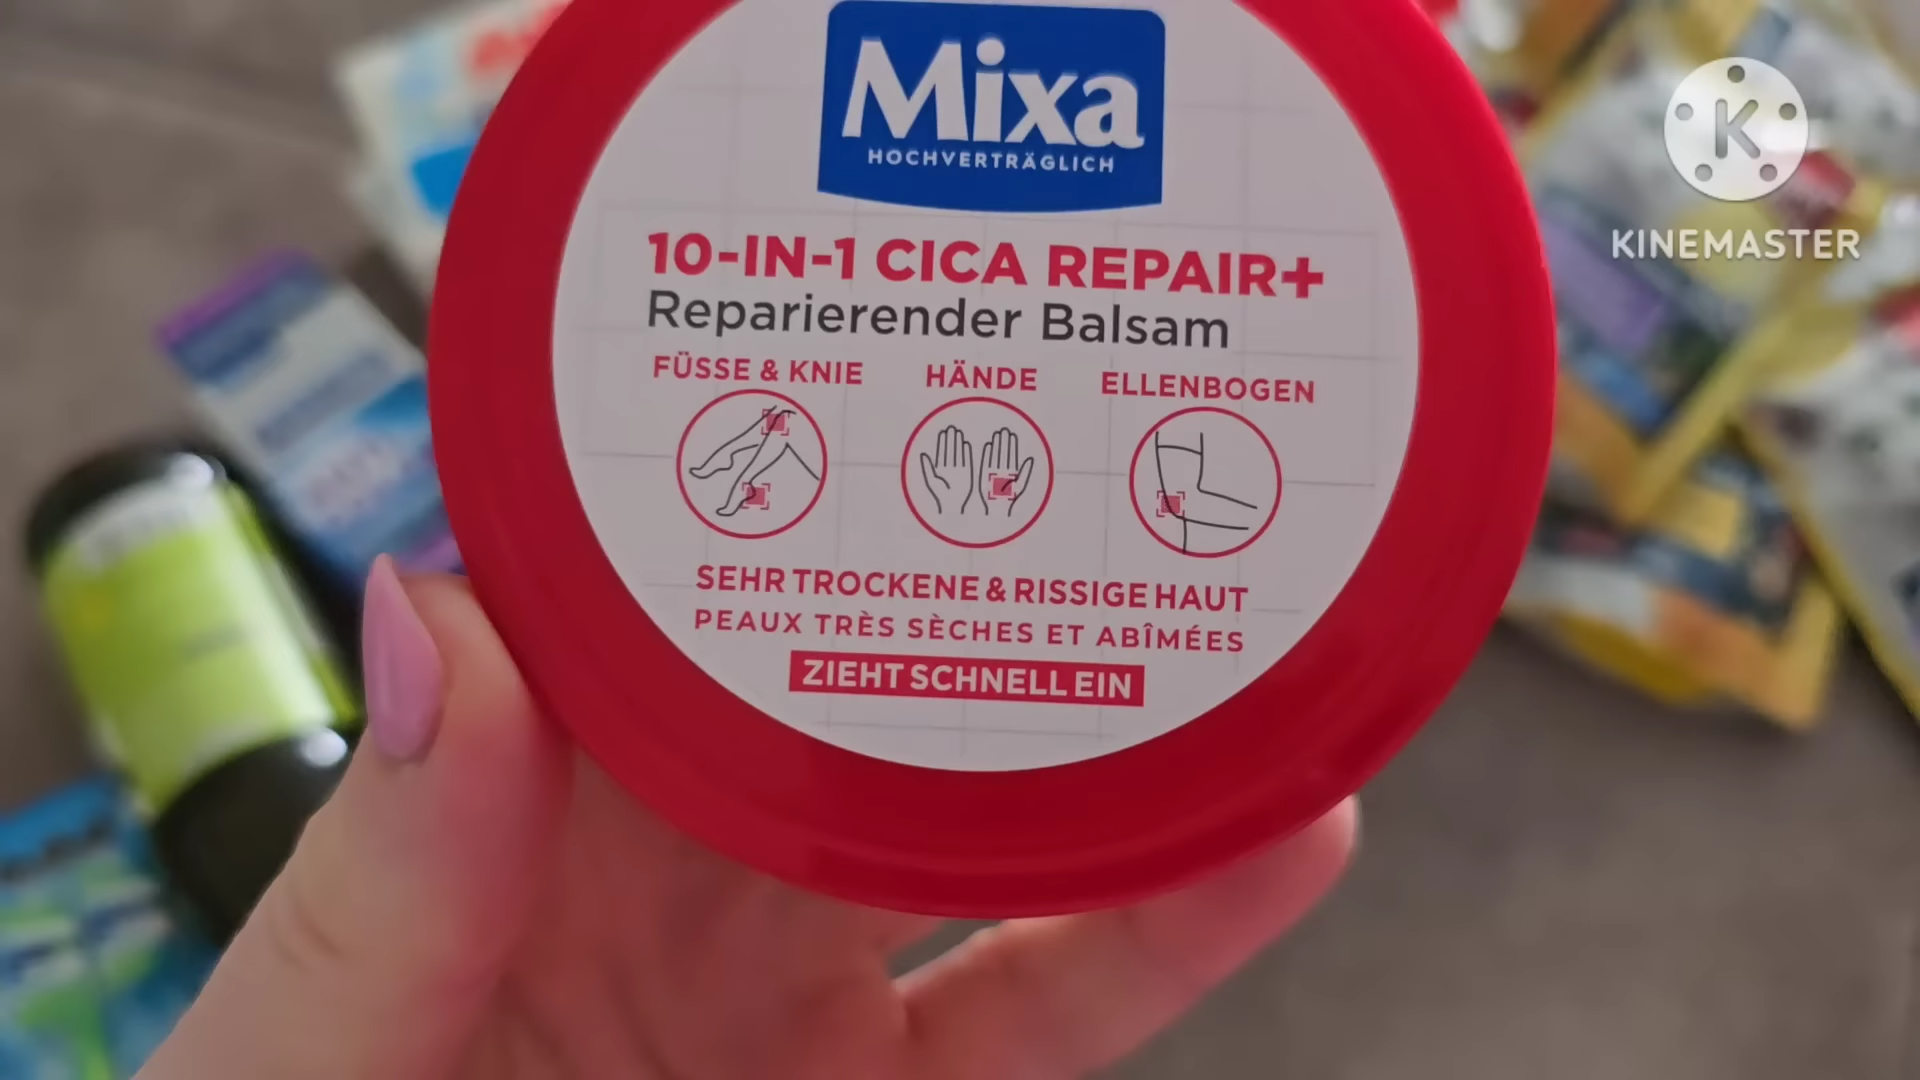 Mixa
HOCHVERTRÄGLICH
10-IN-1 CICA REPAIR+
Reparierender Balsam
FÜSSE & KNIE
HÄNDE
ELLENBOGEN
SEHR TROCKENE & RISSIGE HAUT
PEAUX TRÈS SÈCHES ET ABÎMÉES
ZIEHT SCHNELL EIN
K
KINEMASTER